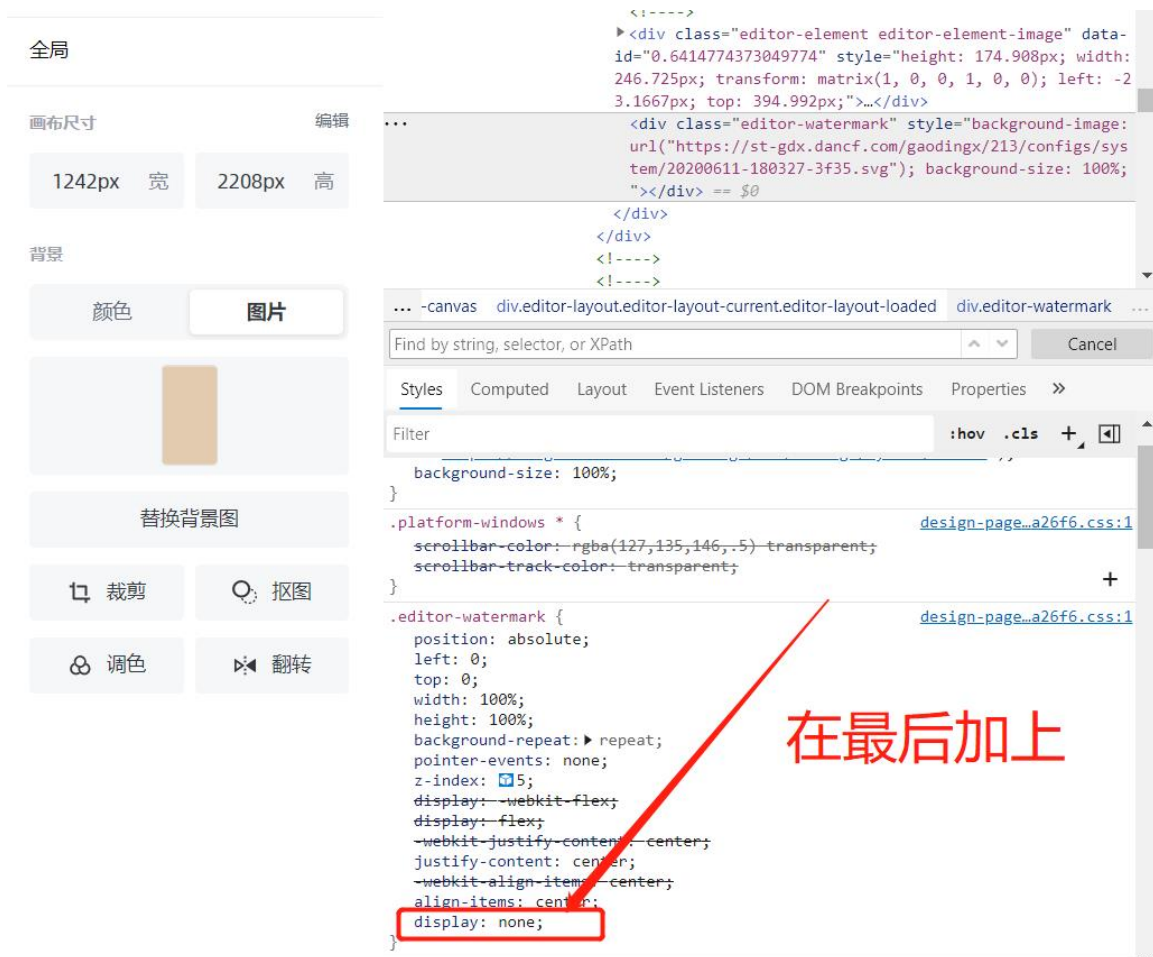 全局
画布尺寸 编辑
1242px 宽 2208px 高
背景
颜色 图片
替换背景图
裁剪 抠图
调色 翻转
<!---->
<div class="editor-element editor-element-image" data-
id="0.6414774373049774" style="height: 174.908px; width:
246.725px; transform: matrix(1, 0, 0, 1, 0, 0); left: -2
3.1667px; top: 394.992px;">…</div>
... <div class="editor-watermark" style="background-image:
url("https://st-gdx.dancf.com/gaodingx/213/configs/sys
tem/20200611-180327-3f35.svg"); background-size: 100%;
"></div> == $0
</div>
</div>
<!---->
<!---->
... -canvas div.editor-layout.editor-layout-current.editor-layout-loaded div.editor-watermark ...
Find by string, selector, or XPath Cancel
Styles Computed Layout Event Listeners DOM Breakpoints Properties »
Filter :hov .cls +
background-size: 100%;
}
.platform-windows * { design-page…a26f6.css:1
scrollbar-color: rgba(127,135,146,.5) transparent;
scrollbar-track-color: transparent;
}
.editor-watermark { design-page…a26f6.css:1
position: absolute;
left: 0;
top: 0;
width: 100%;
height: 100%;
background-repeat: repeat;
pointer-events: none;
z-index: 5;
display: -webkit-flex;
display: flex;
-webkit-justify-content: center;
justify-content: center;
-webkit-align-items: center;
align-items: center;
display: none;
}
在最后加上